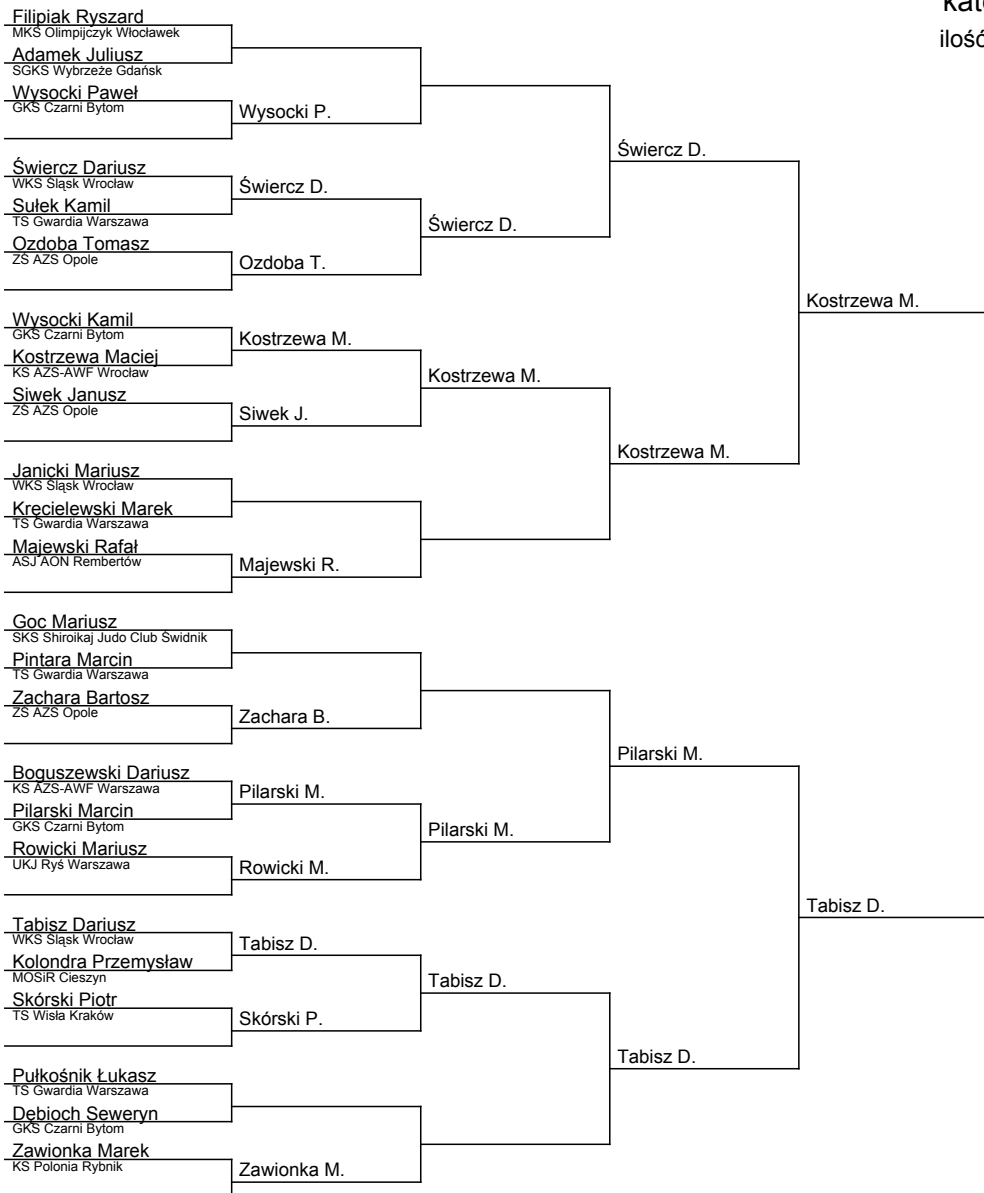 Filipiak Ryszard
MKS Olimpijczyk Włocławek
Adamek Juliusz
SGKS Wybrzeże Gdańsk
Wysocki Paweł
GKS Czarni Bytom
Wysocki P.
Świercz D.
Świercz Dariusz
WKS Śląsk Wrocław
Świercz D.
Sułek Kamil
TS Gwardia Warszawa
Świercz D.
Ozdoba Tomasz
ZS AZS Opole
Ozdoba T.
Kostrzewa M.
Wysocki Kamil
GKS Czarni Bytom
Kostrzewa M.
Kostrzewa Maciej
KS AZS-AWF Wrocław
Kostrzewa M.
Siwek Janusz
ZS AZS Opole
Siwek J.
Kostrzewa M.
Janicki Mariusz
WKS Śląsk Wrocław
Kręcielewski Marek
TS Gwardia Warszawa
Majewski Rafał
ASJ AON Rembertów
Majewski R.
Goc Mariusz
SKS Shiroikaj Judo Club Świdnik
Pintara Marcin
TS Gwardia Warszawa
Zachara Bartosz
ZS AZS Opole
Zachara B.
Pilarski M.
Boguszewski Dariusz
KS AZS-AWF Warszawa
Pilarski M.
Pilarski Marcin
GKS Czarni Bytom
Pilarski M.
Rowicki Mariusz
UKJ Ryś Warszawa
Rowicki M.
Tabisz D.
Tabisz Dariusz
WKS Śląsk Wrocław
Tabisz D.
Kolondra Przemysław
MOSiR Cieszyn
Tabisz D.
Skórski Piotr
TS Wisła Kraków
Skórski P.
Tabisz D.
Pułkośnik Łukasz
TS Gwardia Warszawa
Dębioch Seweryn
GKS Czarni Bytom
Zawionka Marek
KS Polonia Rybnik
Zawionka M.
ilość